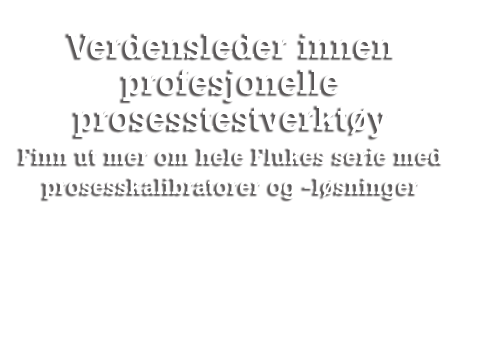 Verdensleder innen
profesjonelle
prosesstestverktøy
Finn ut mer om hele Flukes serie med
prosesskalibratorer og -løsninger